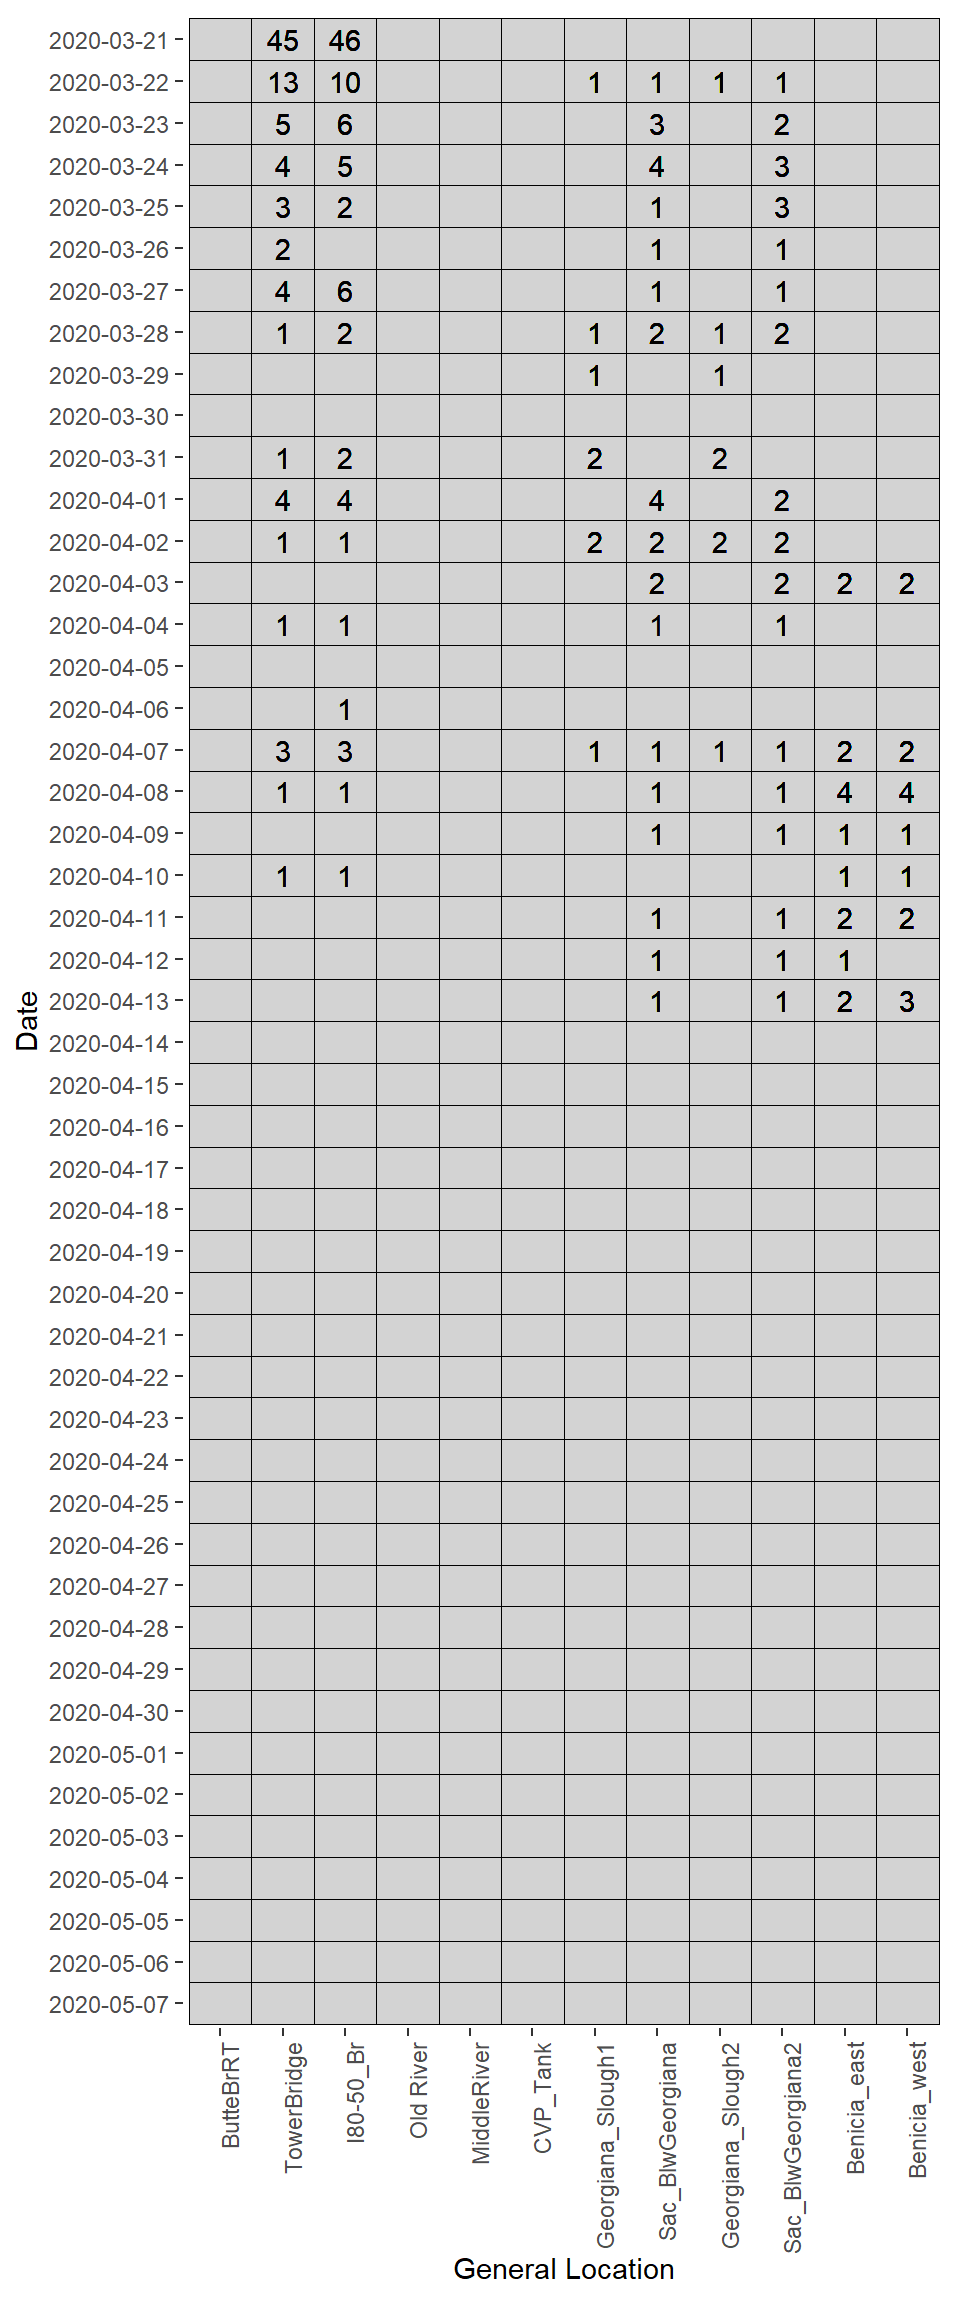 2020-03-21 45 46
2020-03-22 13 10 1 1 1 1
2020-03-23 5 6 3 2
2020-03-24 4 5 4 3
2020-03-25 3 2 1 3
2020-03-26 2 1 1
2020-03-27 4 6 1 1
2020-03-28 1 2 1 2 1 2
2020-03-29 1 1
2020-03-30
2020-03-31 1 2 2 2
2020-04-01 4 4 4 2
2020-04-02 1 1 2 2 2 2
2020-04-03 2 2 2 2
2020-04-04 1 1 1 1
2020-04-05
2020-04-06 1
2020-04-07 3 3 1 1 1 1 2 2
2020-04-08 1 1 1 1 4 4
2020-04-09 1 1 1 1
2020-04-10 1 1 1 1
2020-04-11 1 1 2 2
2020-04-12 1 1 1
2020-04-13 1 1 2 3
2020-04-14
2020-04-15
2020-04-16
2020-04-17
2020-04-18
2020-04-19
2020-04-20
2020-04-21
2020-04-22
2020-04-23
2020-04-24
2020-04-25
2020-04-26
2020-04-27
2020-04-28
2020-04-29
2020-04-30
2020-05-01
2020-05-02
2020-05-03
2020-05-04
2020-05-05
2020-05-06
2020-05-07
Date
ButteBrRT
TowerBridge
I80-50_Br
Old River
MiddleRiver
CVP_Tank
Georgiana_Slough1
Sac_BlwGeorgiana
Georgiana_Slough2
Sac_BlwGeorgiana2
Benicia_east
Benicia_west
General Location